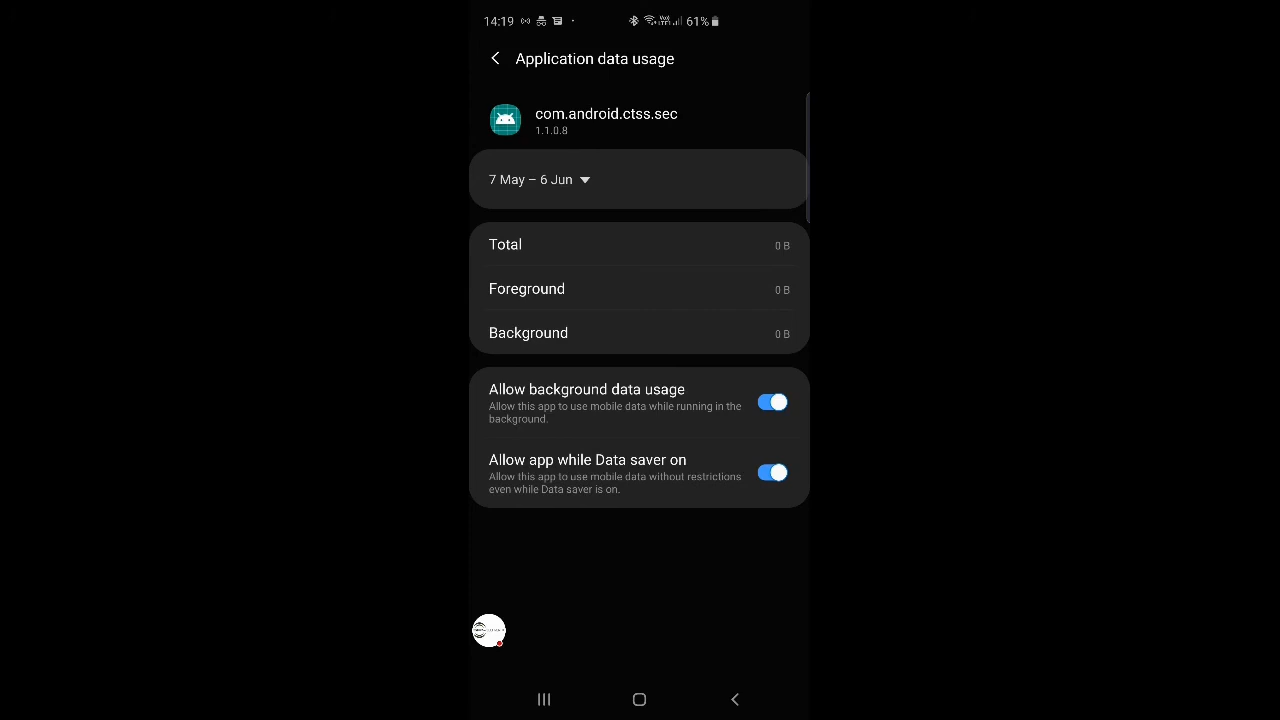 14:19
61%
Application data usage
com.android.ctss.sec
1.1.0.8
7 May – 6 Jun
Total 0 B
Foreground 0 B
Background 0 B
Allow background data usage
Allow this app to use mobile data while running in the
background.
Allow app while Data saver on
Allow this app to use mobile data without restrictions
even while Data saver is on.